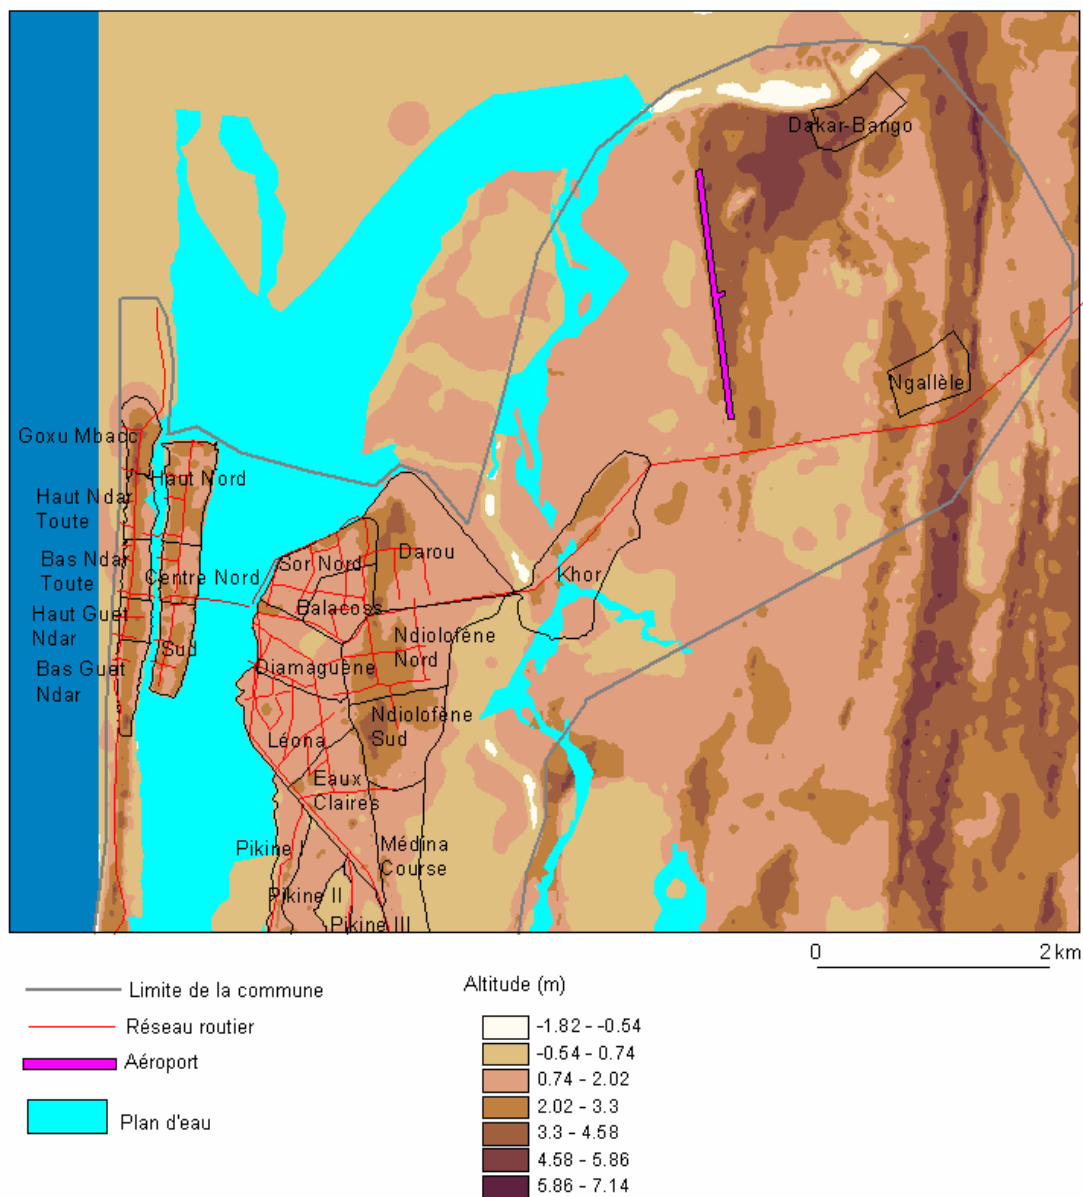 Dakar-Bango
Ngallèle
Goxu Mbacc
Haut Nord
Haut Ndar
Toute
Bas Ndar
Toute
Centre Nord
Sor Nord
Darou
Khor
Balacoss
Haut Guet
Ndar
Sud
Ndiolofène
Nord
Bas Guet
Ndar
Diamaguène
Ndiolofène
Sud
Léona
Eaux
Claires
Pikine I
Médina
Course
Pikine II
Pikine III
0 2 km
Limite de la commune
Réseau routier
Aéroport
Plan d'eau
Altitude (m)
-1.82 - -0.54
-0.54 - 0.74
0.74 - 2.02
2.02 - 3.3
3.3 - 4.58
4.58 - 5.86
5.86 - 7.14